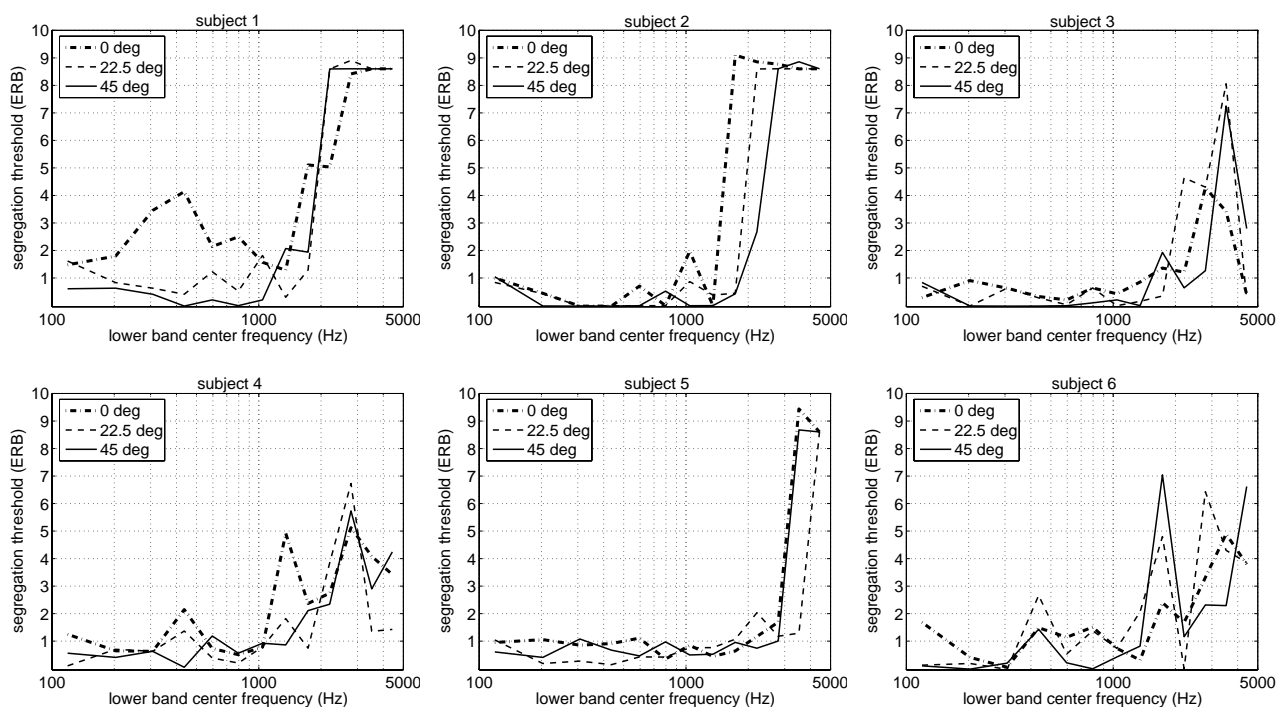 subject 1
10
9
8
7
6
5
4
3
2
1
segregation threshold (ERB)
0 deg
22.5 deg
45 deg
100
1000
5000
lower band center frequency (Hz)
subject 2
10
9
8
7
6
5
4
3
2
1
segregation threshold (ERB)
0 deg
22.5 deg
45 deg
100
1000
5000
lower band center frequency (Hz)
subject 3
10
9
8
7
6
5
4
3
2
1
segregation threshold (ERB)
0 deg
22.5 deg
45 deg
100
1000
5000
lower band center frequency (Hz)
subject 4
10
9
8
7
6
5
4
3
2
1
segregation threshold (ERB)
0 deg
22.5 deg
45 deg
100
1000
5000
lower band center frequency (Hz)
subject 5
10
9
8
7
6
5
4
3
2
1
segregation threshold (ERB)
0 deg
22.5 deg
45 deg
100
1000
5000
lower band center frequency (Hz)
subject 6
10
9
8
7
6
5
4
3
2
1
segregation threshold (ERB)
0 deg
22.5 deg
45 deg
100
1000
5000
lower band center frequency (Hz)